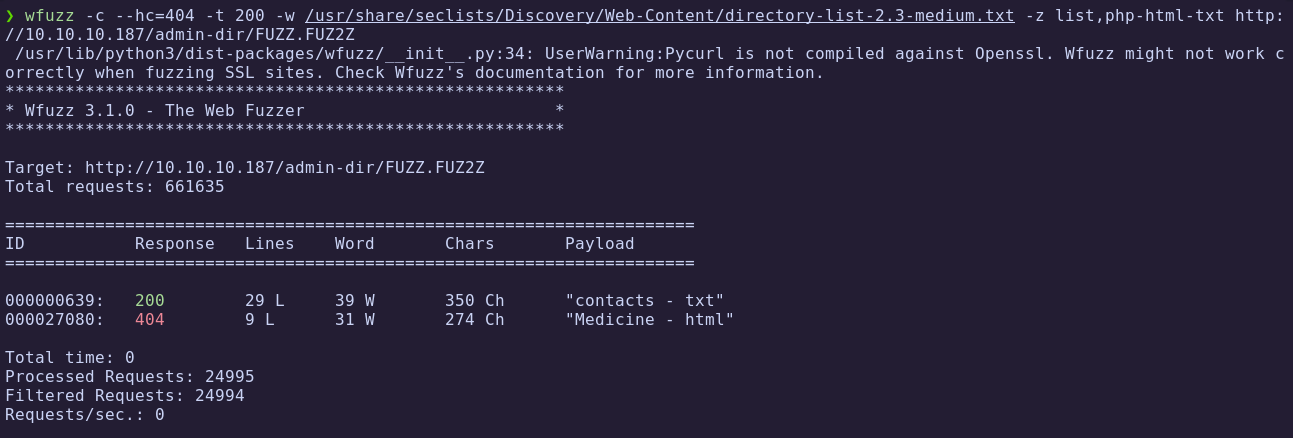 ❯ wfuzz -c --hc=404 -t 200 -w /usr/share/seclists/Discovery/Web-Content/directory-list-2.3-medium.txt -z list,php-html-txt http:
//10.10.10.187/admin-dir/FUZZ.FUZ2Z
 /usr/lib/python3/dist-packages/wfuzz/__init__.py:34: UserWarning:Pycurl is not compiled against Openssl. Wfuzz might not work c
orrectly when fuzzing SSL sites. Check Wfuzz's documentation for more information.
********************************************************
* Wfuzz 3.1.0 - The Web Fuzzer                         *
********************************************************
Target: http://10.10.10.187/admin-dir/FUZZ.FUZ2Z
Total requests: 661635
=====================================================================
ID           Response   Lines    Word       Chars       Payload
=====================================================================
000000639:   200        29 L     39 W       350 Ch      "contacts - txt"
000027080:   404        9 L      31 W       274 Ch      "Medicine - html"
Total time: 0
Processed Requests: 24995
Filtered Requests: 24994
Requests/sec.: 0